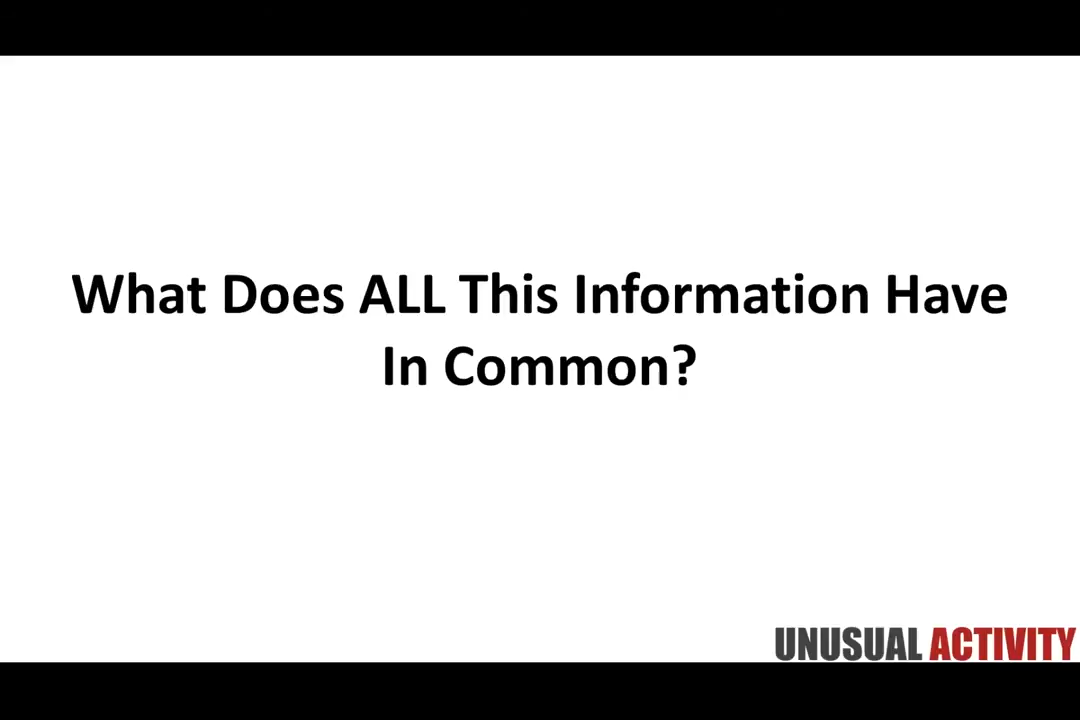 What Does ALL This Information Have
In Common?
UNUSUAL ACTIVITY